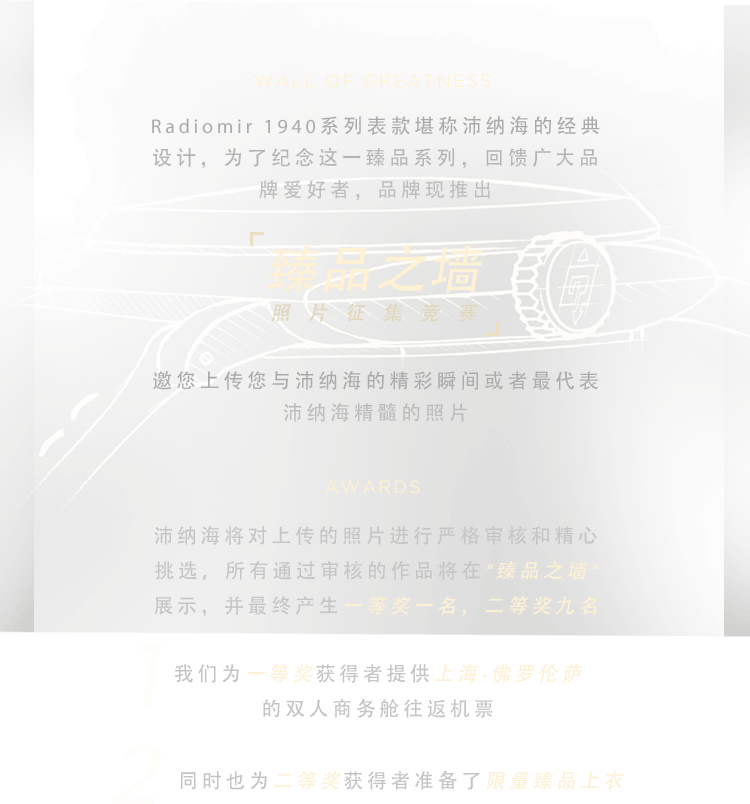 WALL OF GREATNESS
Radiomir 1940系列表款堪称沛纳海的经典
设计，为了纪念这一臻品系列，回馈广大品
牌爱好者，品牌现推出
「臻品之墙
照片征集竞赛」
邀您上传您与沛纳海的精彩瞬间或者最代表
沛纳海精髓的照片
AWARDS
沛纳海将对上传的照片进行严格审核和精心
挑选，所有通过审核的作品将在“臻品之墙”
展示，并最终产生一等奖一名，二等奖九名
1
我们为一等奖获得者提供上海-佛罗伦萨
的双人商务舱往返机票
2
同时也为二等奖获得者准备了限量臻品上衣